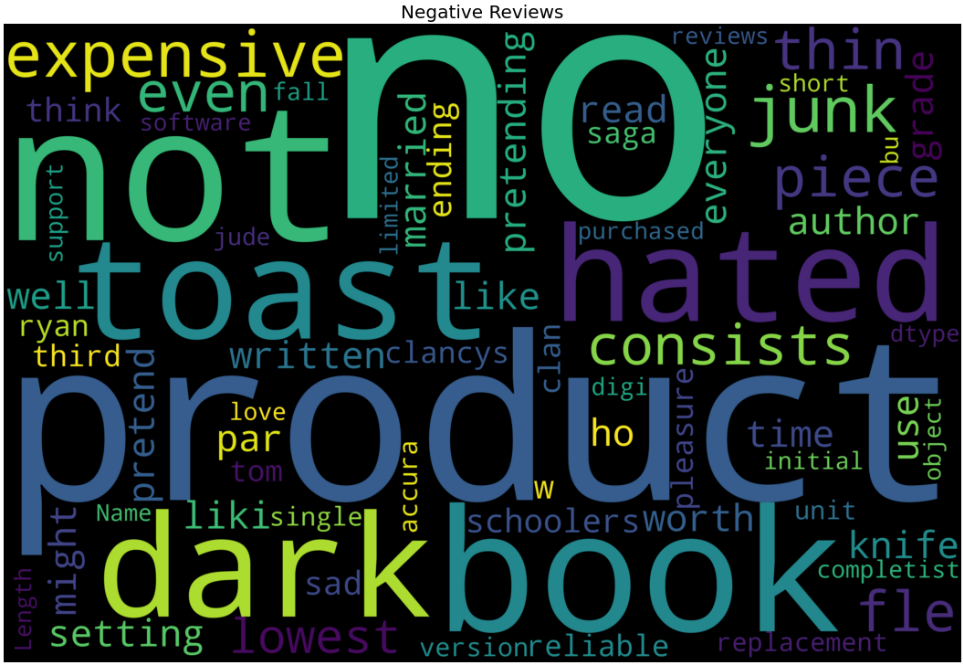 Negative Reviews
expensive
no
reviews
thin
think
even
fall
software
not
married
ending
pretending
read
saga
everyone
short
junk
bu
grade
piece
support
limited
author
jude
purchased
hated
toast
well
like
ryan
third
written
clancys
clan
consists
dtype
product
pretend
love
par
tom
accura
digi
ho
w
pleasure
time
initial
use
object
Name
liki
single
schoolers
worth
unit
dark
book
might
sad
knife
completist
Length
setting
lowest
version
reliable
replacement
fle